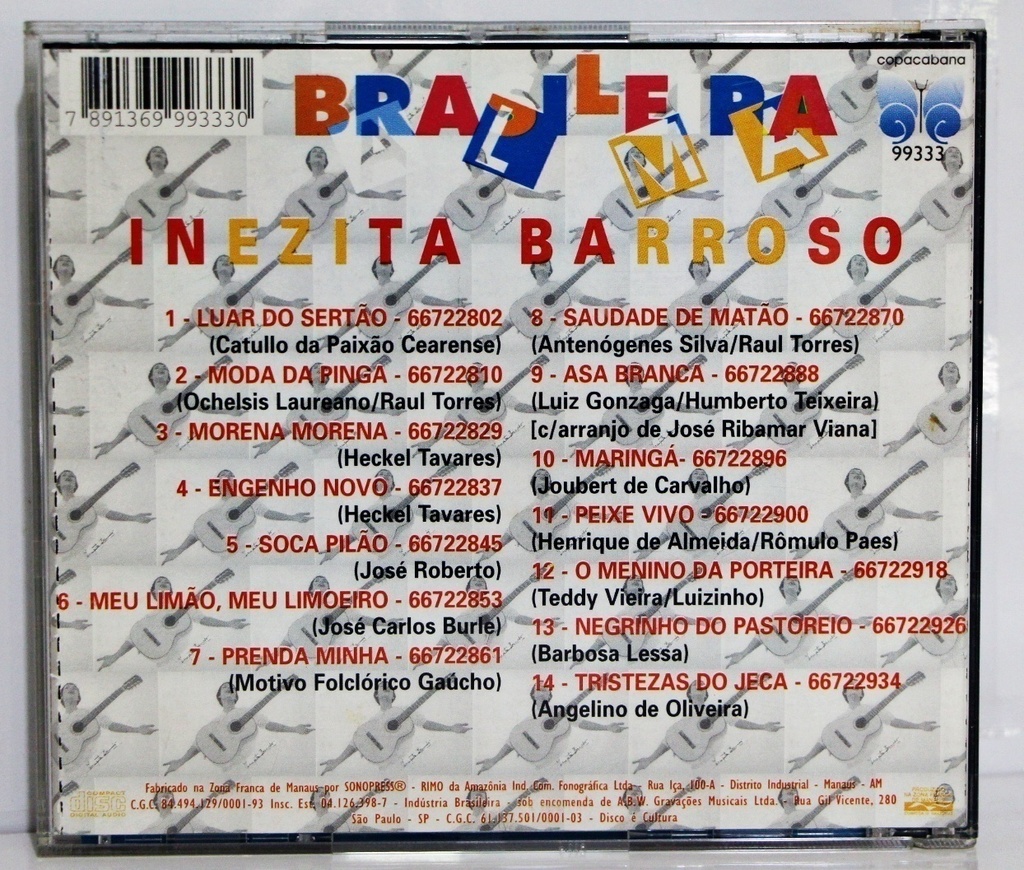 7 891369 993330
BRASILEIRA
ALMA
copacabana
99333
INEZITA BARROSO
1 - LUAR DO SERTÃO - 66722802
(Catullo da Paixão Cearense)
2 - MODA DA PINGA - 66722810
(Ochelsis Laureano/Raul Torres)
3 - MORENA MORENA - 66722829
(Heckel Tavares)
4 - ENGENHO NOVO - 66722837
(Heckel Tavares)
5 - SOCA PILÃO - 66722845
(José Roberto)
6 - MEU LIMÃO, MEU LIMOEIRO - 66722853
(José Carlos Burle)
7 - PRENDA MINHA - 66722861
(Motivo Folclórico Gaúcho)
8 - SAUDADE DE MATÃO - 66722870
(Antenógenes Silva/Raul Torres)
9 - ASA BRANCA - 66722888
(Luiz Gonzaga/Humberto Teixeira)
[c/arranjo de José Ribamar Viana]
10 - MARINGÁ- 66722896
(Joubert de Carvalho)
11 - PEIXE VIVO - 66722900
(Henrique de Almeida/Rômulo Paes)
12 - O MENINO DA PORTEIRA - 66722918
(Teddy Vieira/Luizinho)
13 - NEGRINHO DO PASTOREIO - 66722926
(Barbosa Lessa)
14 - TRISTEZAS DO JECA - 66722934
(Angelino de Oliveira)
COMPACT
disc
DIGITAL AUDIO
Fabricado na Zona Franca de Manaus por SONOPRESS® - RIMO da Amazônia Ind. Com. Fonográfica Ltda - Rua Iça, 100-A - Distrito Industrial - Manaus - AM
C.G.C. 84.494.129/0001-93 Insc. Est. 04.126.398-7 - Indústria Brasileira - sob encomenda de A.B.W. Gravações Musicais Ltda. Rua Gil Vicente, 280
São Paulo - SP - C.G.C. 61.137.501/0001-03 - Disco é Cultura